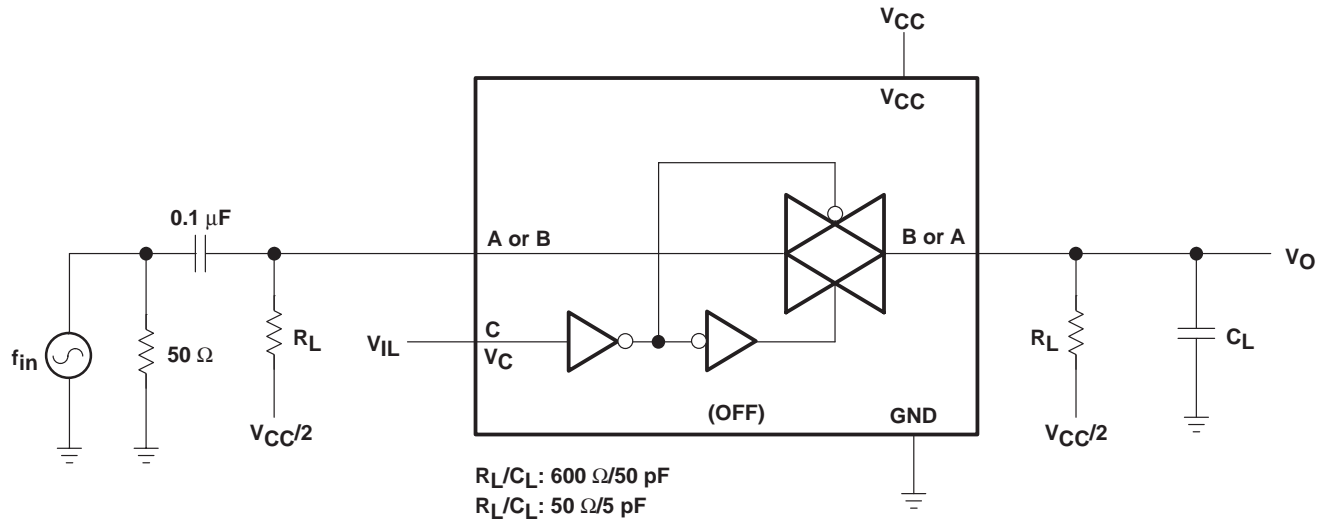 VCC
VCC
0.1 μF
A or B
B or A
VO
fin
50 Ω
RL
VIL
C
VC
RL
CL
VCC/2
(OFF)
GND
VCC/2
RL/CL: 600 Ω/50 pF
RL/CL: 50 Ω/5 pF